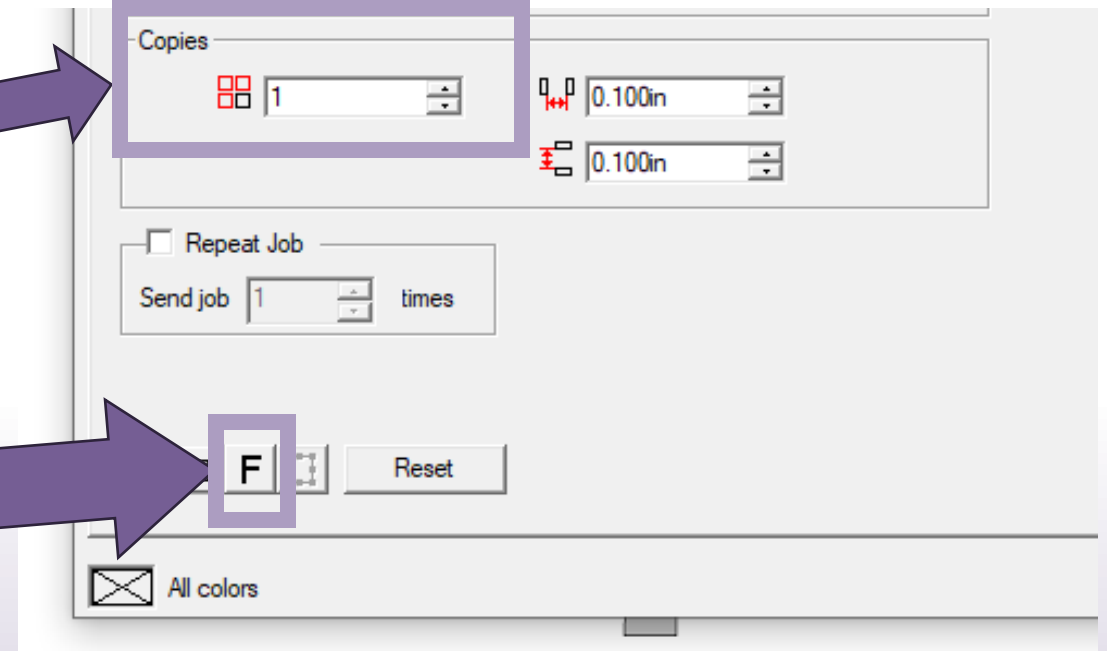 Copies
1 0.100in
0.100in
Repeat Job
Send job 1 times
F Reset
All colors